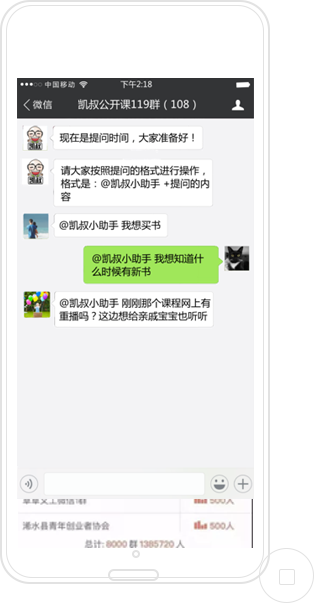 中国移动 下午2:18
微信 凯叔公开课119群（108）
现在是提问时间，大家准备好！
请大家按照提问的格式进行操作，
格式是：@凯叔小助手 +提问的内
容
@凯叔小助手 我想买书
@凯叔小助手 我想知道什
么时候有新书
@凯叔小助手 刚刚那个课程网上有
重播吗？这边想给亲戚宝宝也听听
500人
浠水县青年创业者协会 500人
总计: 8000 群 1385720 人